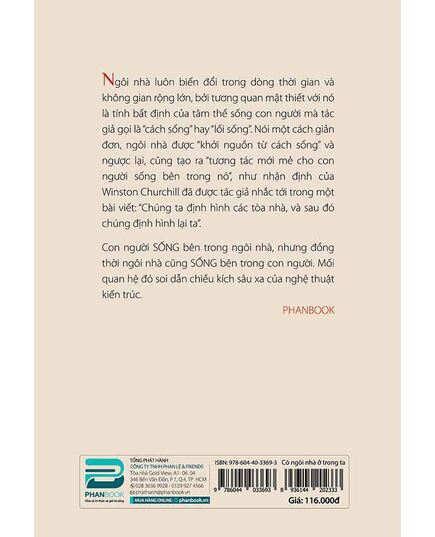 Ngôi nhà luôn biến đổi trong dòng thời gian và
không gian rộng lớn, bởi tương quan mật thiết với nó
là tính bất định của tâm thế sống con người mà tác
giả gọi là “cách sống” hay “lối sống”. Nói một cách giản
đơn, ngôi nhà được “khởi nguồn từ cách sống” và
ngược lại, cũng tạo ra “tương tác mới mẻ cho con
người sống bên trong nó”, như nhận định của
Winston Churchill đã được tác giả nhắc tới trong một
bài viết: “Chúng ta định hình các tòa nhà, và sau đó
chúng định hình lại ta”.
Con người SỐNG bên trong ngôi nhà, nhưng đồng
thời ngôi nhà cũng SỐNG bên trong con người. Mối
quan hệ đó soi dẫn chiều kích sâu xa của nghệ thuật
kiến trúc.
PHANBOOK
PHANBOOK
TỔNG PHÁT HÀNH
CÔNG TY TNHH PHAN LÊ & FRIENDS
Tòa nhà Gold View, A1 - 06. 04
346 Bến Vân Đồn, P.1, Q.4, TP. HCM
028 3636 9928 - 0129 927 4566
phathanh@phanbook.vn
MUA HÀNG ONLINE: phanbook.vn
ISBN: 978-604-40-3369-3
9 786044 033693
Có ngôi nhà ở trong ta
8 936144 202333
Giá: 116.000đ